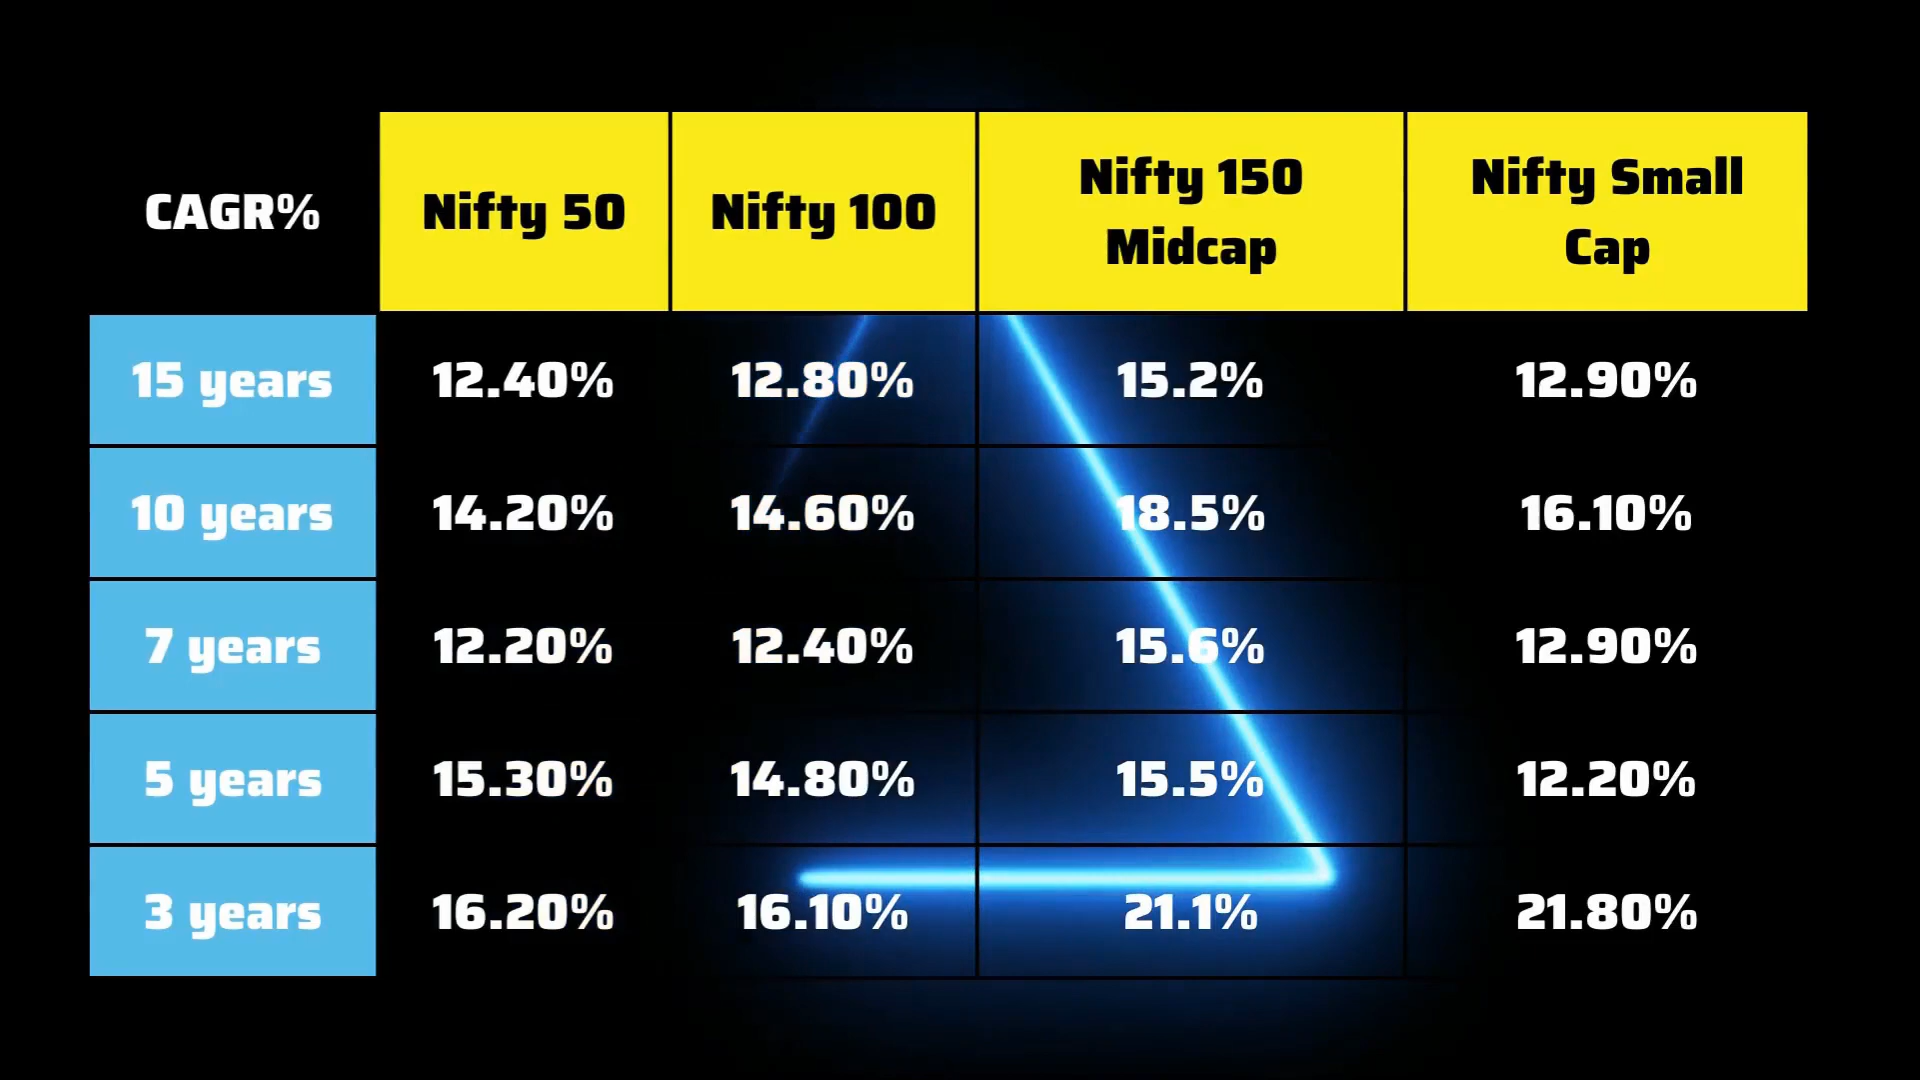 CAGR% Nifty 50 Nifty 100 Nifty 150 Midcap Nifty Small Cap
15 years 12.40% 12.80% 15.2% 12.90%
10 years 14.20% 14.60% 18.5% 16.10%
7 years 12.20% 12.40% 15.6% 12.90%
5 years 15.30% 14.80% 15.5% 12.20%
3 years 16.20% 16.10% 21.1% 21.80%